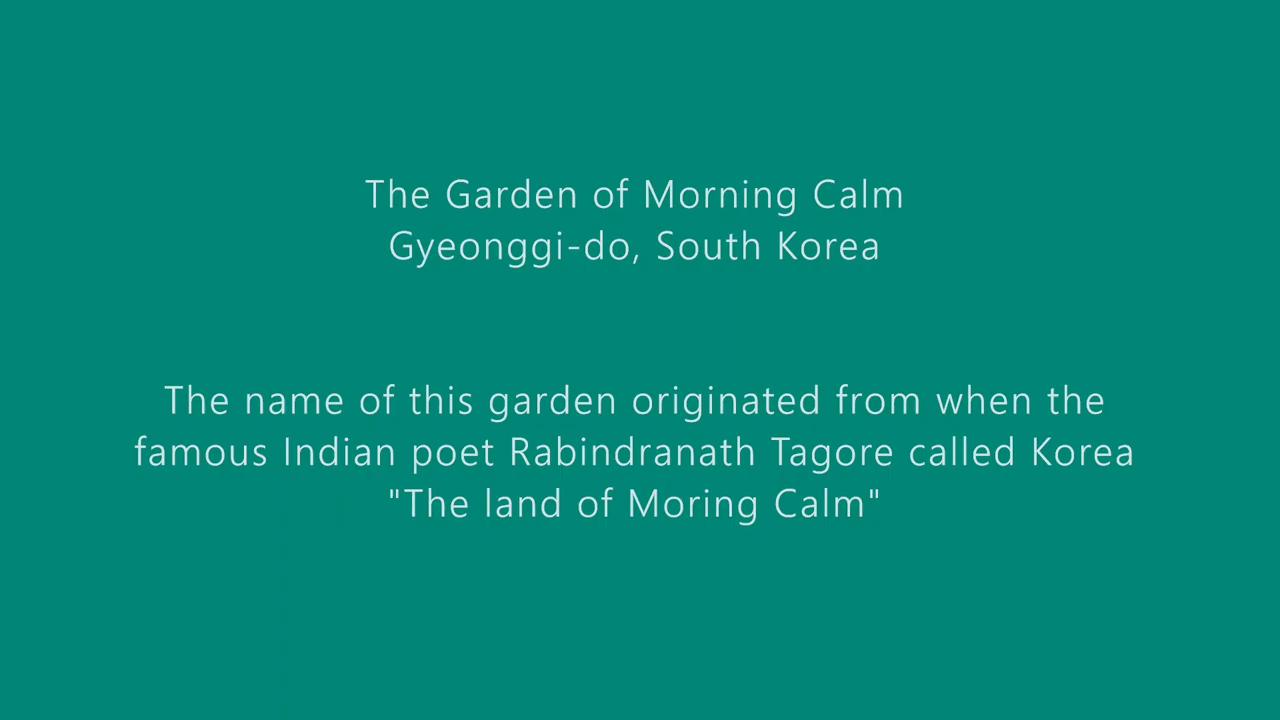 The Garden of Morning Calm
Gyeonggi-do, South Korea
The name of this garden originated from when the
famous Indian poet Rabindranath Tagore called Korea
"The land of Moring Calm"